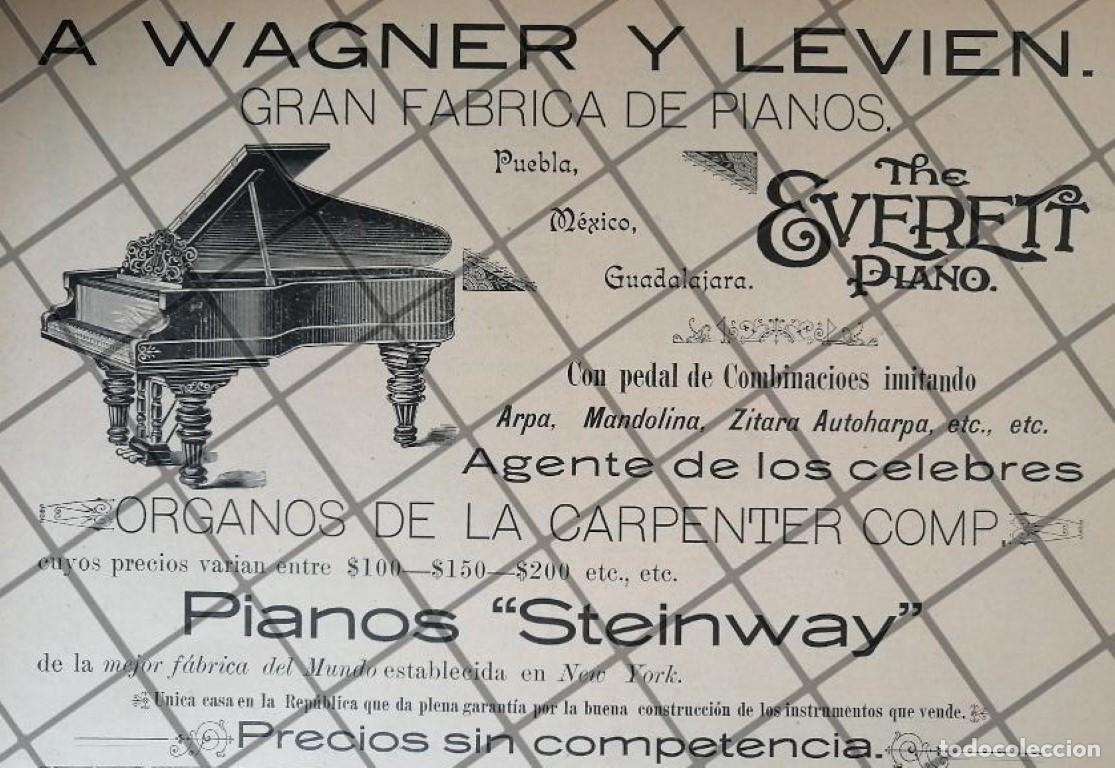 A WAGNER Y LEVIEN.
GRAN FABRICA DE PIANOS.
Puebla,
México,
Guadalajara.
The
EVERETT
PIANO.
Con pedal de Combinacioes imitando
Arpa, Mandolina, Zitara Autoharpa, etc., etc.
Agente de los celebres
ORGANOS DE LA CARPENTER COMP.
cuyos precios varian entre $100—$150—$200 etc., etc.
Pianos “Steinway”
de la mejor fábrica del Mundo establecida en New York.
Unica casa en la República que da plena garantía por la buena construcción de los instrumentos que vende.
Precios sin competencia.
todocoleccion